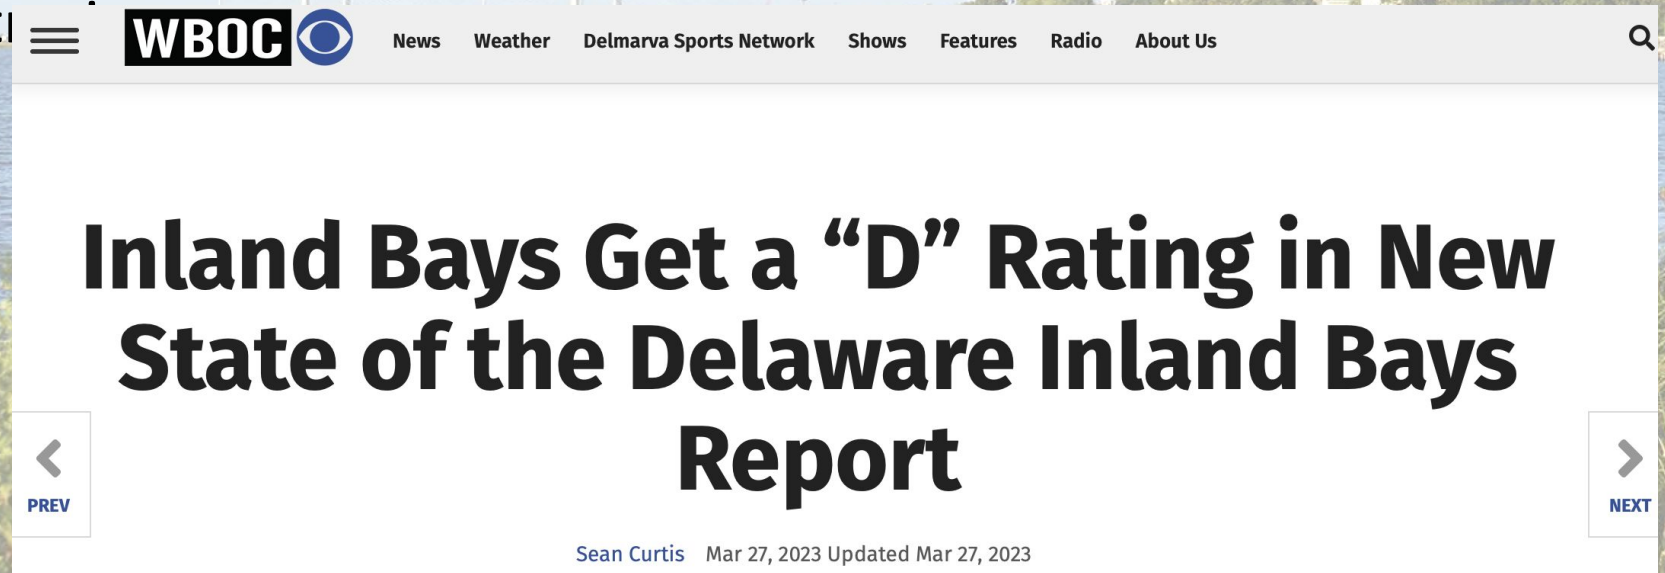 WBOC
News Weather Delmarva Sports Network Shows Features Radio About Us
Inland Bays Get a “D” Rating in New
State of the Delaware Inland Bays
Report
PREV
NEXT
Sean Curtis Mar 27, 2023 Updated Mar 27, 2023